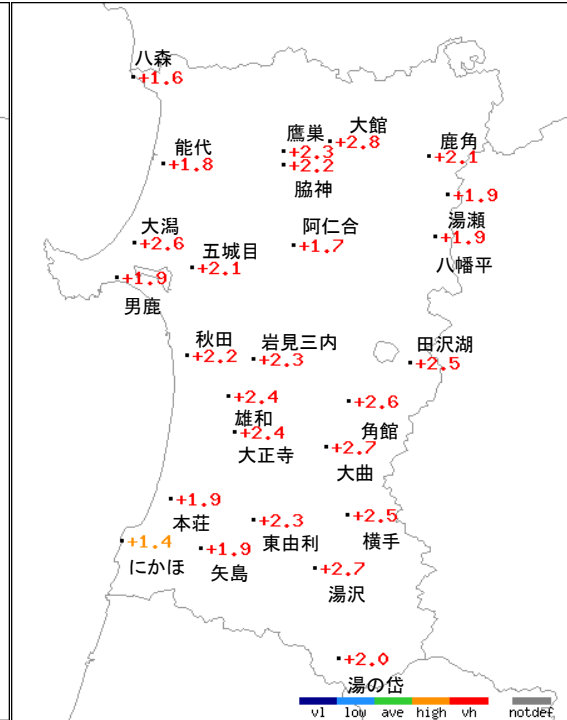 八森
+1.6
能代
+1.8
鷹巣
+2.3
+2.2
脇神
大館
+2.8
鹿角
+2.1
+1.9
湯瀬
+1.9
八幡平
大潟
+2.6
五城目
+2.1
阿仁合
+1.7
+1.9
男鹿
秋田
+2.2
岩見三内
+2.3
田沢湖
+2.5
+2.4
雄和
+2.4
大正寺
+2.6
角館
+2.7
大曲
+1.9
本荘
+2.3
東由利
+2.5
横手
+1.4
にかほ
+1.9
矢島
+2.7
湯沢
+2.0
湯の岱
vl low ave high vh notdef